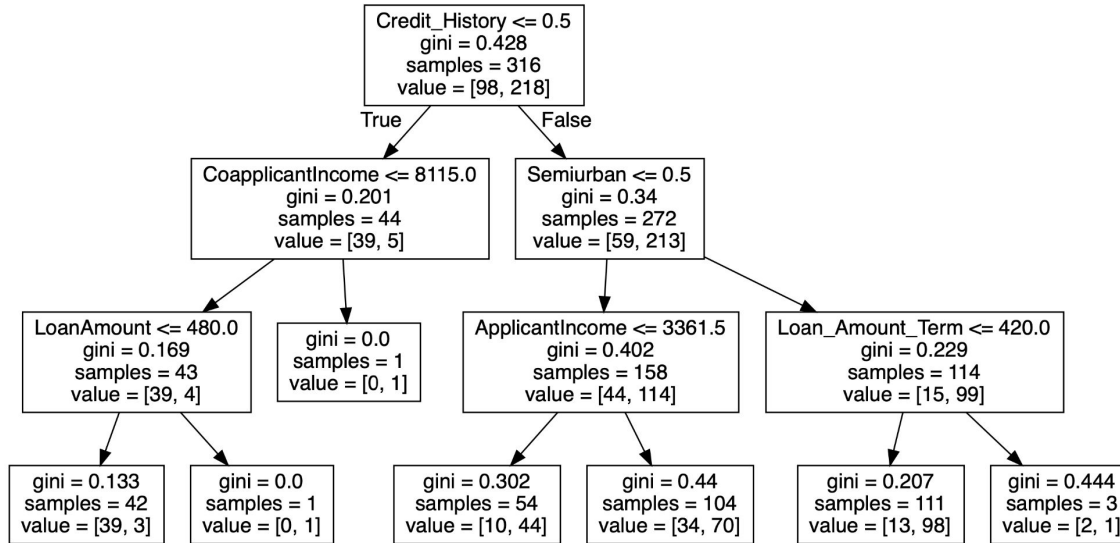 Credit_History <= 0.5
gini = 0.428
samples = 316
value = [98, 218]
True
False
CoapplicantIncome <= 8115.0
gini = 0.201
samples = 44
value = [39, 5]
Semiurban <= 0.5
gini = 0.34
samples = 272
value = [59, 213]
LoanAmount <= 480.0
gini = 0.169
samples = 43
value = [39, 4]
gini = 0.0
samples = 1
value = [0, 1]
ApplicantIncome <= 3361.5
gini = 0.402
samples = 158
value = [44, 114]
Loan_Amount_Term <= 420.0
gini = 0.229
samples = 114
value = [15, 99]
gini = 0.133
samples = 42
value = [39, 3]
gini = 0.0
samples = 1
value = [0, 1]
gini = 0.302
samples = 54
value = [10, 44]
gini = 0.44
samples = 104
value = [34, 70]
gini = 0.207
samples = 111
value = [13, 98]
gini = 0.444
samples = 3
value = [2, 1]